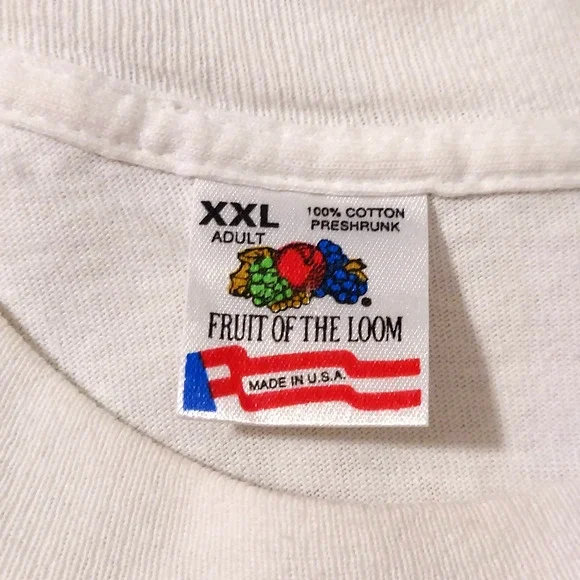 XXL
ADULT
100% COTTON
PRESHRUNK
®
FRUIT OF THE LOOM
MADE IN U.S.A.